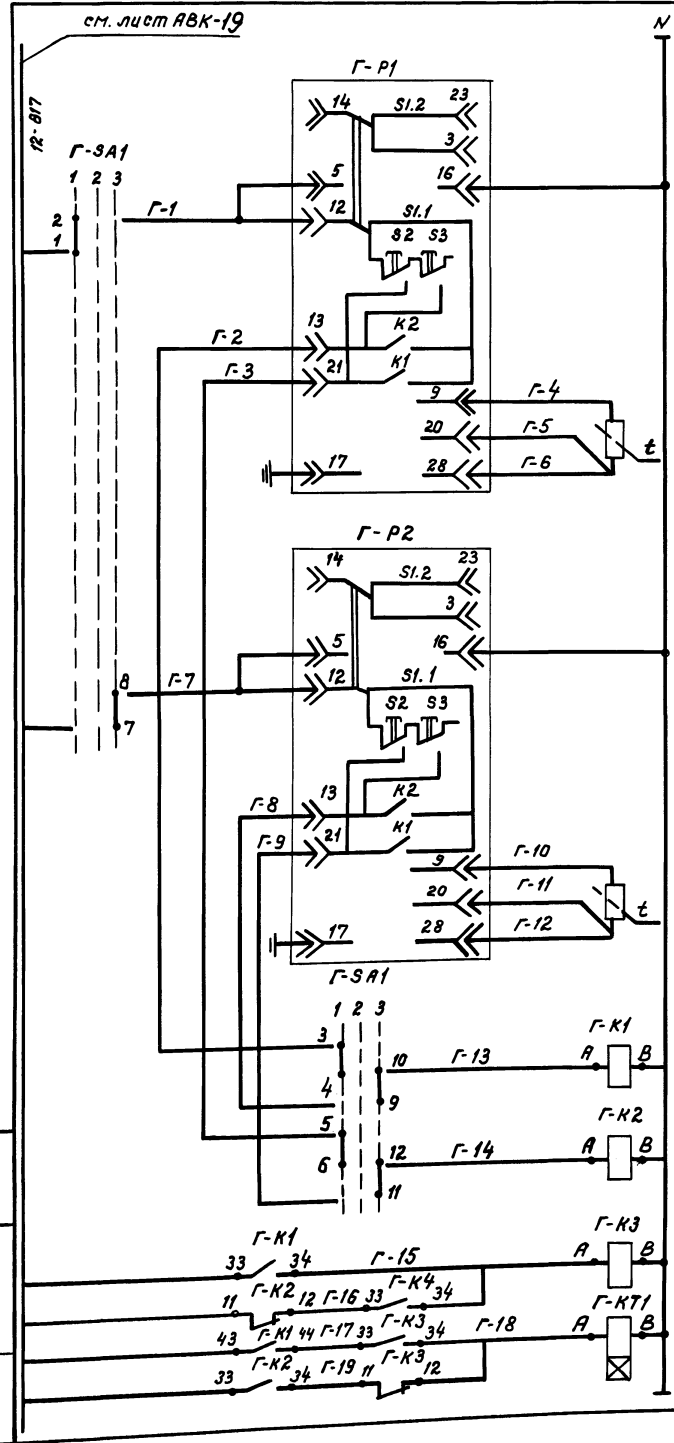 см. лист АВК-19
N
12-817
Г-Р1
14 S1.2 23
3
Г-SA1
1 2 3
5 16
2 Г-1 12
1
S1.1
S2 S3
Г-2 13 К2
Г-3 21 К1
9 Г-4
20 Г-5 t
17 28 Г-6
Г-Р2
14 S1.2 23
3
5 16
8 Г-7 12
7
S1.1
S2 S3
Г-8 13 К2
Г-9 21 К1
9 Г-10
20 Г-11 t
17 28 Г-12
Г-SA1
1 2 3
Г-К1
3 10 Г-13 А В
4 9
Г-К2
5 12 Г-14 А В
6 11
Г-К3
Г-К1
33 34 Г-15 А В
Г-К2 Г-К4
11 12 Г-16 33 34
Г-КТ1
43 Г-К1 44 Г-17 33 Г-К3 34 Г-18 А В
Г-К2 Г-К3
33 34 Г-19 11 12